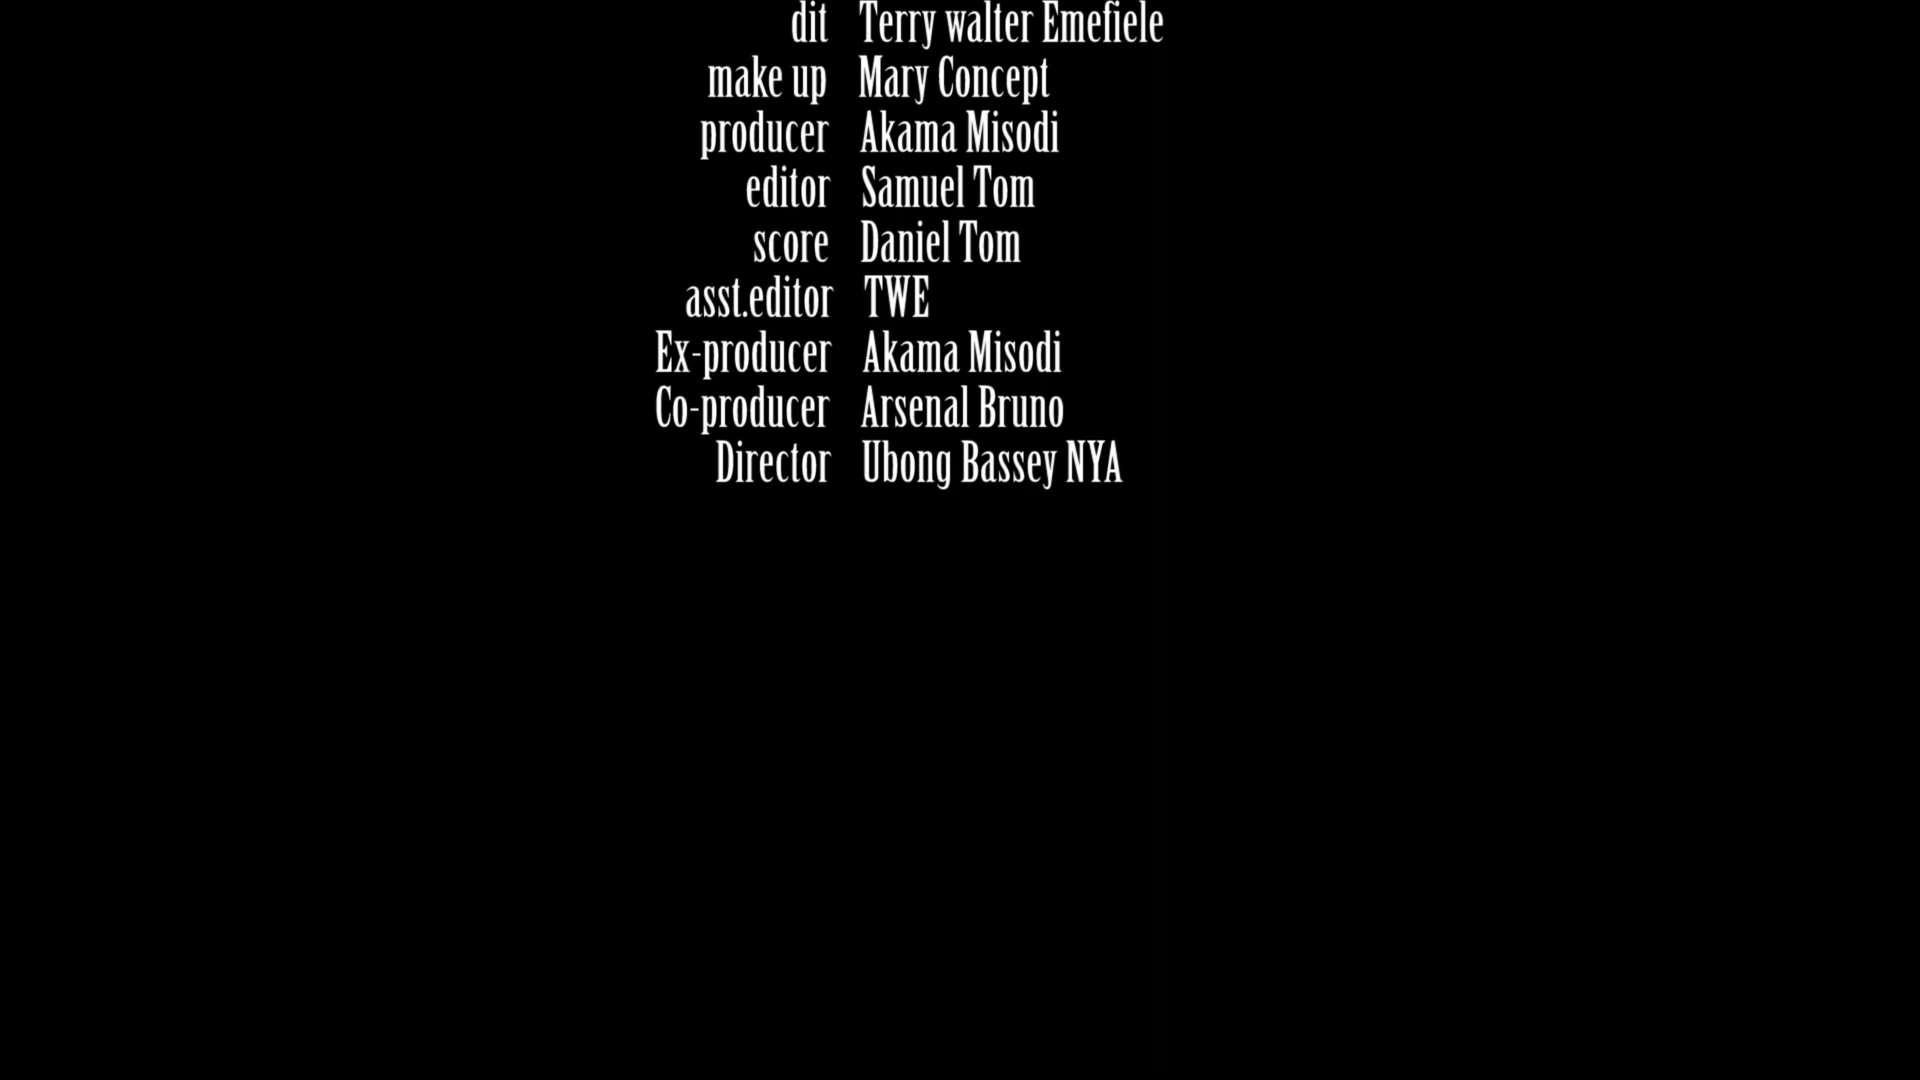 dit Terry walter Emefiele
make up Mary Concept
producer Akama Misodi
editor Samuel Tom
score Daniel Tom
asst.editor TWE
Ex-producer Akama Misodi
Co-producer Arsenal Bruno
Director Ubong Bassey NYA